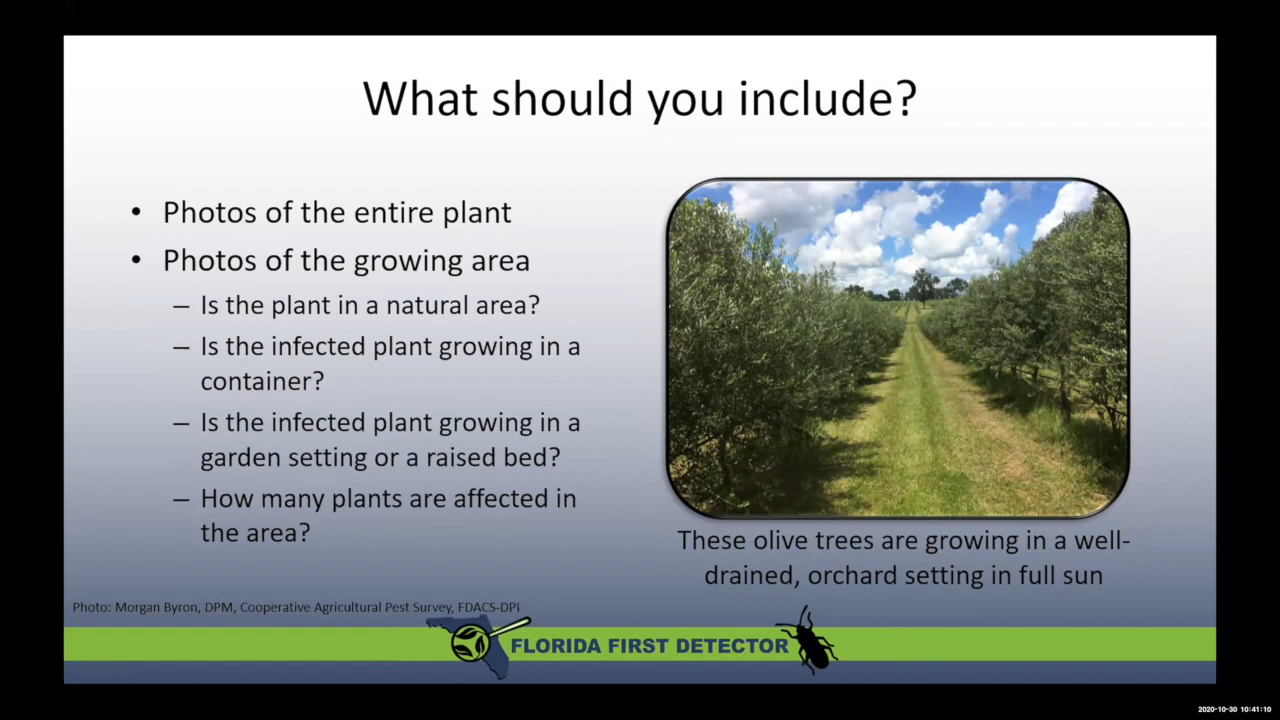 What should you include?
• Photos of the entire plant
• Photos of the growing area
– Is the plant in a natural area?
– Is the infected plant growing in a
container?
– Is the infected plant growing in a
garden setting or a raised bed?
– How many plants are affected in
the area?
These olive trees are growing in a well-
drained, orchard setting in full sun
Photo: Morgan Byron, DPM, Cooperative Agricultural Pest Survey, FDACS-DPI
FLORIDA FIRST DETECTOR
2020-10-30 10:41:10